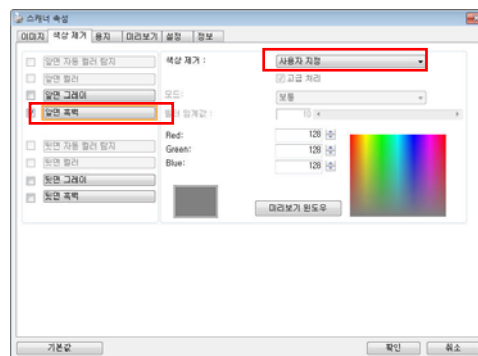 스캐너 속성
이미지 색상 제거 용지 미리보기 설정 정보
앞면 자동 컬러 탐지
앞면 컬러
앞면 그레이
앞면 흑백
뒷면 자동 컬러 탐지
뒷면 컬러
뒷면 그레이
뒷면 흑백
색상 제거 : 사용자 지정
고급 처리
모드: 보통
임계값 : 10
Red: 128
Green: 128
Blue: 128
미리보기 윈도우
기본값 확인 취소